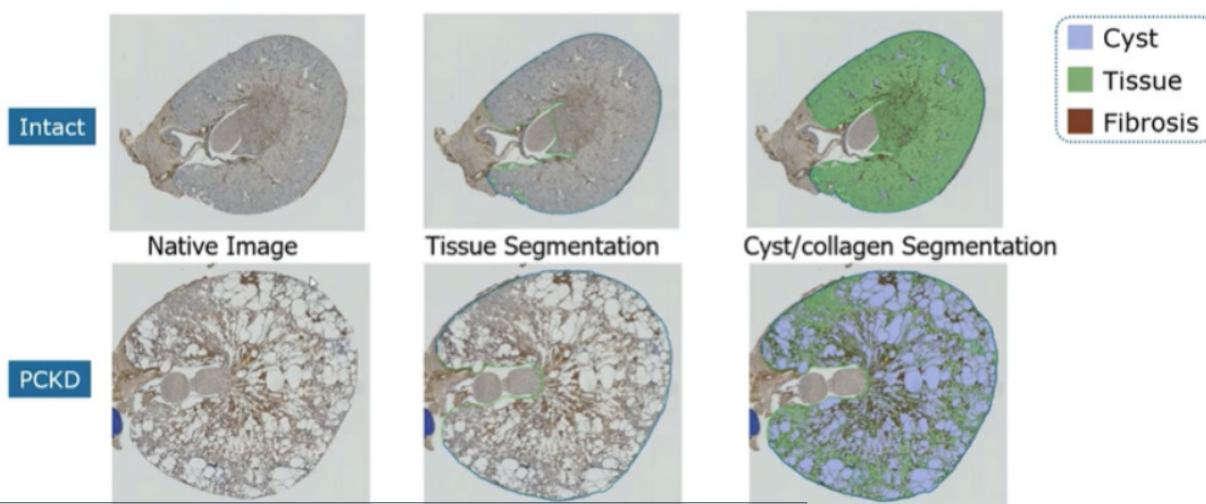 Cyst
Tissue
Fibrosis
Intact
Native Image
Tissue Segmentation
Cyst/collagen Segmentation
PCKD